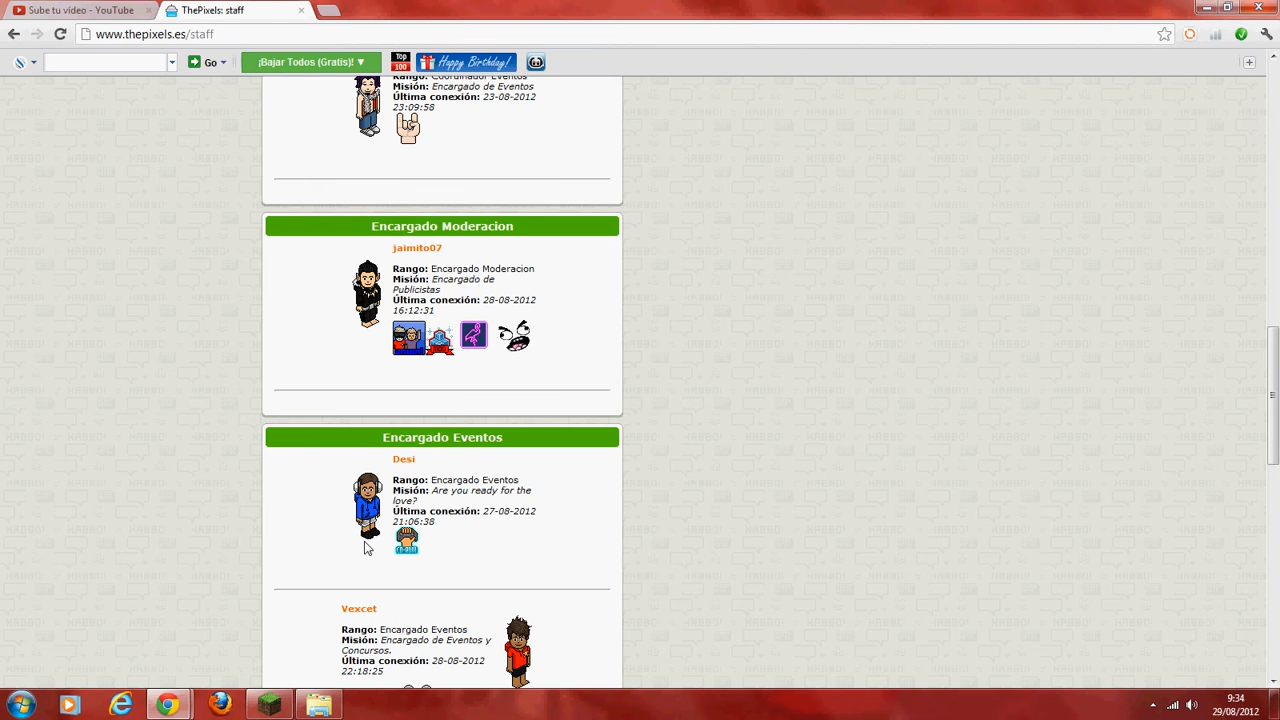 Sube tu vídeo - YouTube
ThePixels: staff
www.thepixels.es/staff
Go
¡Bajar Todos (Gratis)! ▼
Top 100
Happy Birthday!
Rango: Coordinador Eventos
Misión: Encargado de Eventos
Última conexión: 23-08-2012
23:09:58
Encargado Moderacion
jaimito07
Rango: Encargado Moderacion
Misión: Encargado de
Publicistas
Última conexión: 28-08-2012
16:12:31
Encargado Eventos
Desi
Rango: Encargado Eventos
Misión: Are you ready for the
love?
Última conexión: 27-08-2012
21:06:38
Vexcet
Rango: Encargado Eventos
Misión: Encargado de Eventos y
Concursos.
Última conexión: 28-08-2012
22:18:25
9:34
29/08/2012